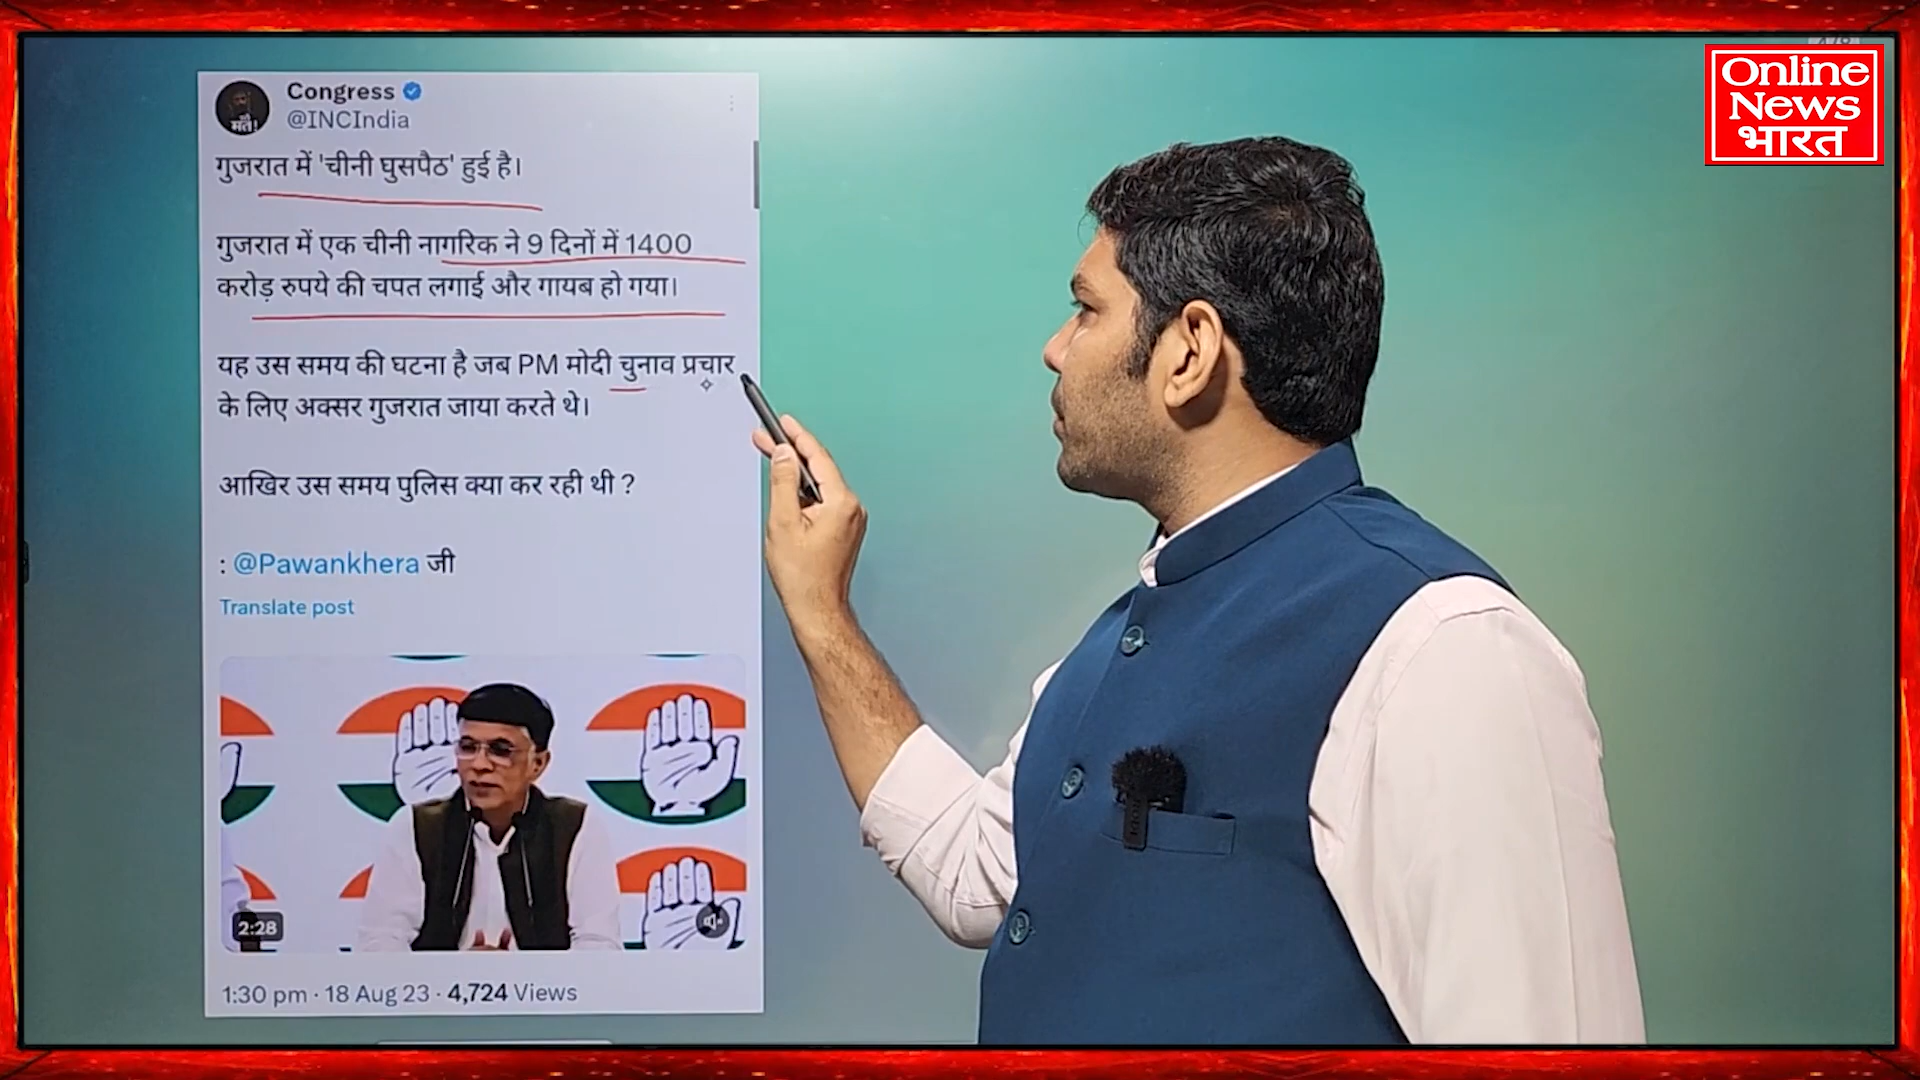 Congress
@INCIndia
गुजरात में 'चीनी घुसपैठ' हुई है।
गुजरात में एक चीनी नागरिक ने 9 दिनों में 1400
करोड़ रुपये की चपत लगाई और गायब हो गया।
यह उस समय की घटना है जब PM मोदी चुनाव प्रचार
के लिए अक्सर गुजरात जाया करते थे।
आखिर उस समय पुलिस क्या कर रही थी ?
: @Pawankhera जी
Translate post
2:28
1:30 pm · 18 Aug 23 · 4,724 Views
Online
News
भारत